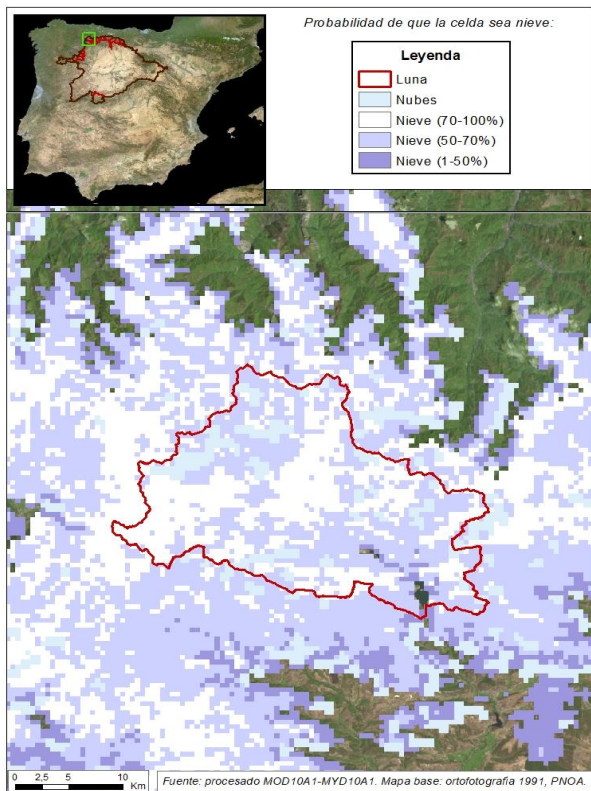 Probabilidad de que la celda sea nieve:
Leyenda
Luna
Nubes
Nieve (70-100%)
Nieve (50-70%)
Nieve (1-50%)
0 2,5 5 10
Km
Fuente: procesado MOD10A1-MYD10A1. Mapa base: ortofotografia 1991, PNOA.